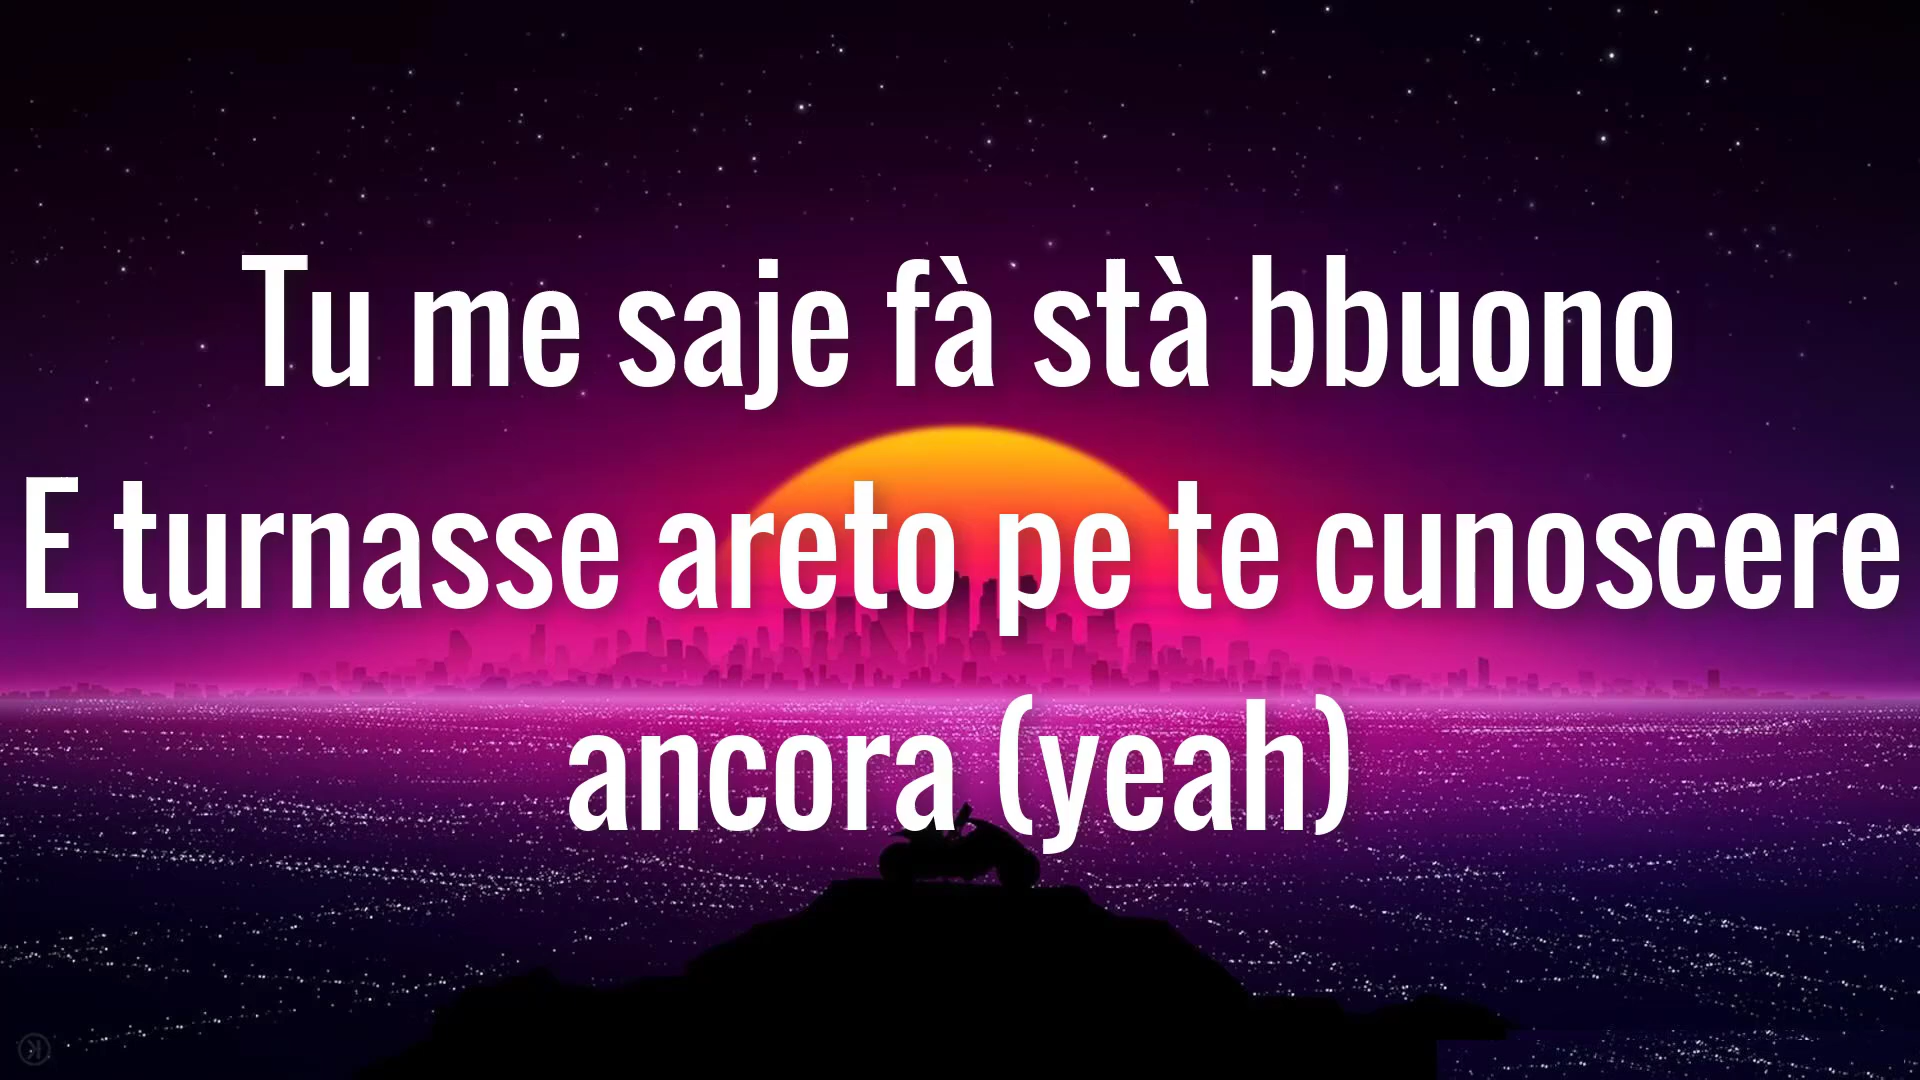 Tu me saje fà stà bbuono
E turnasse areto pe te cunoscere
ancora (yeah)